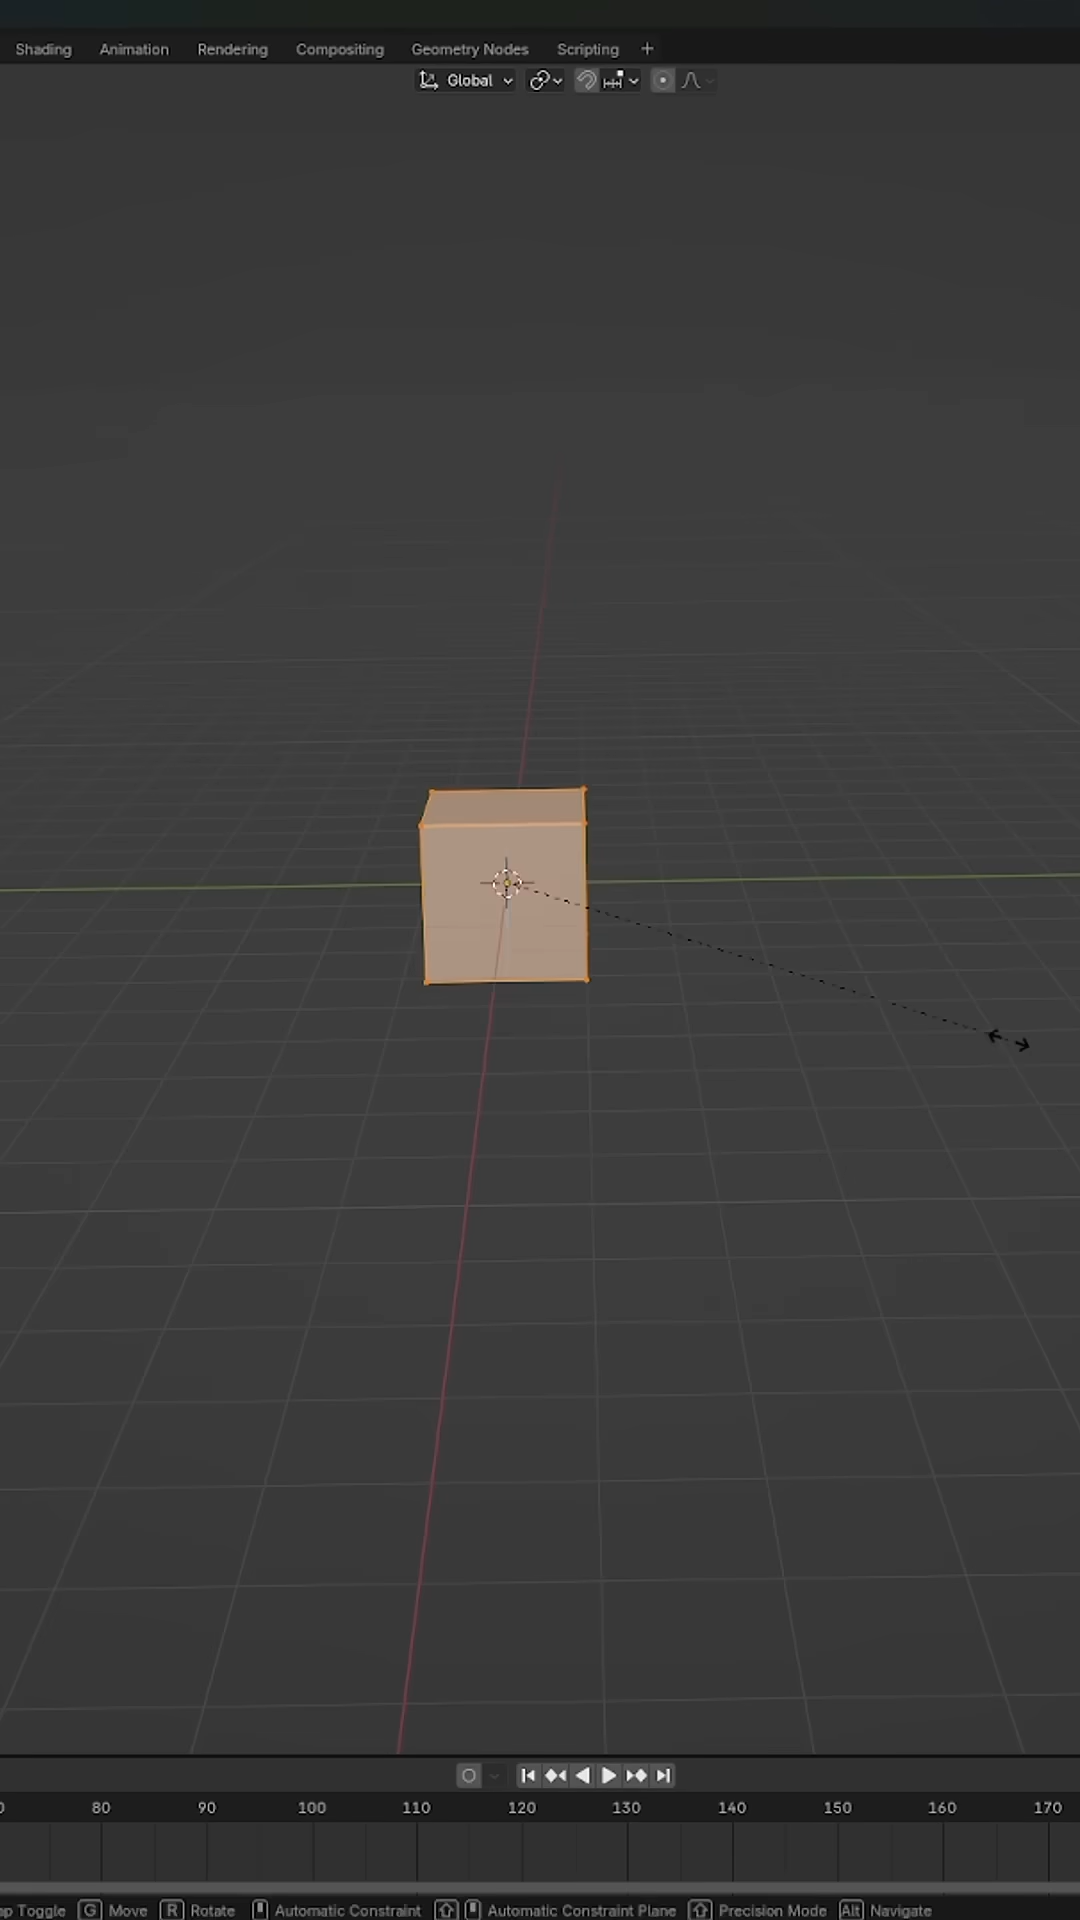 Shading Animation Rendering Compositing Geometry Nodes Scripting +
Global
80 90 100 110 120 130 140 150 160 170
Toggle G Move R Rotate Automatic Constraint Automatic Constraint Plane Precision Mode Alt Navigate